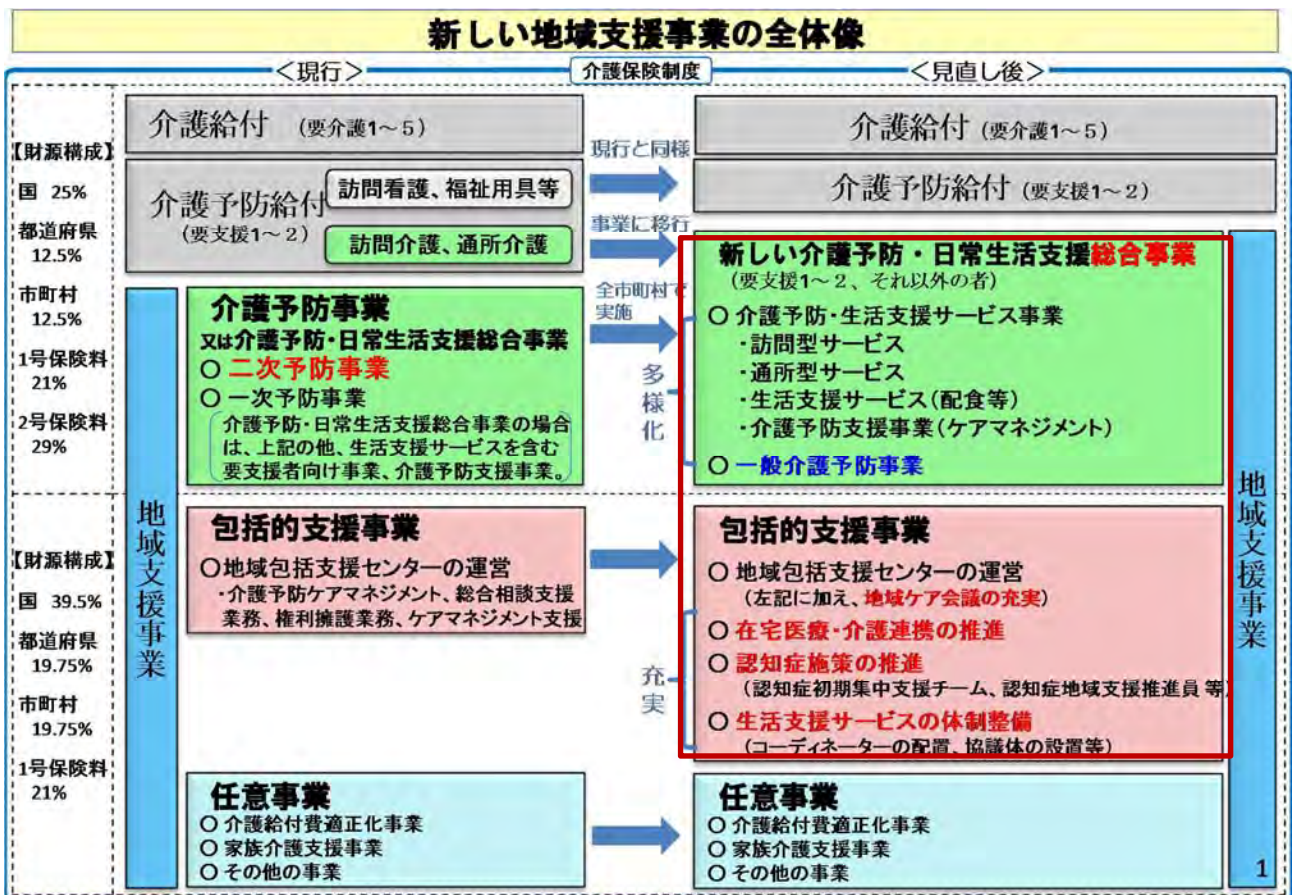 新しい地域支援事業の全体像
<現行>
介護保険制度
<見直し後>
【財源構成】
国 25%
都道府県
12.5%
市町村
12.5%
1号保険料
21%
2号保険料
29%
【財源構成】
国 39.5%
都道府県
19.75%
市町村
19.75%
1号保険料
21%
介護給付 (要介護1～5)
介護予防給付
(要支援1～2)
訪問看護、福祉用具等
訪問介護、通所介護
地域支援事業
介護予防事業
又は介護予防・日常生活支援総合事業
○ 二次予防事業
○ 一次予防事業
介護予防・日常生活支援総合事業の場合
は、上記の他、生活支援サービスを含む
要支援者向け事業、介護予防支援事業。
包括的支援事業
○地域包括支援センターの運営
・介護予防ケアマネジメント、総合相談支援
業務、権利擁護業務、ケアマネジメント支援
任意事業
○ 介護給付費適正化事業
○ 家族介護支援事業
○ その他の事業
現行と同様
事業に移行
全市町村で
実施
多様化
充実
介護給付 (要介護1～5)
介護予防給付 (要支援1～2)
新しい介護予防・日常生活支援総合事業
(要支援1～2、それ以外の者)
○ 介護予防・生活支援サービス事業
・訪問型サービス
・通所型サービス
・生活支援サービス(配食等)
・介護予防支援事業(ケアマネジメント)
○ 一般介護予防事業
包括的支援事業
○ 地域包括支援センターの運営
(左記に加え、地域ケア会議の充実)
○ 在宅医療・介護連携の推進
○ 認知症施策の推進
(認知症初期集中支援チーム、認知症地域支援推進員 等)
○ 生活支援サービスの体制整備
(コーディネーターの配置、協議体の設置等)
任意事業
○ 介護給付費適正化事業
○ 家族介護支援事業
○ その他の事業
地域支援事業
1